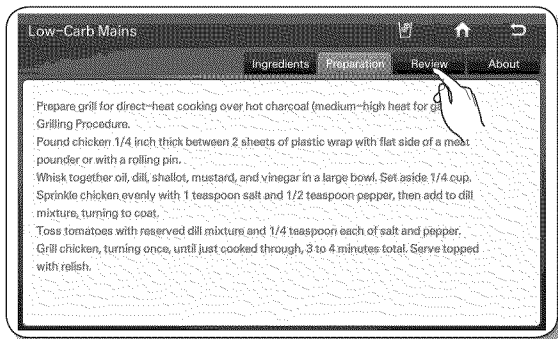 Low-Carb Mains
Ingredients Preparation Review About
Prepare grill for direct-heat cooking over hot charcoal (medium-high heat for
Grilling Procedure.
Pound chicken 1/4 inch thick between 2 sheets of plastic wrap with flat side of a meat
pounder or with a rolling pin.
Whisk together oil, dill, shallot, mustard, and vinegar in a large bowl. Set aside 1/4 cup.
Sprinkle chicken evenly with 1 teaspoon salt and 1/2 teaspoon pepper, then add to dill
mixture, turning to coat.
Toss tomatoes with reserved dill mixture and 1/4 teaspoon each of salt and pepper.
Grill chicken, turning once, until just cooked through, 3 to 4 minutes total. Serve topped
with relish.